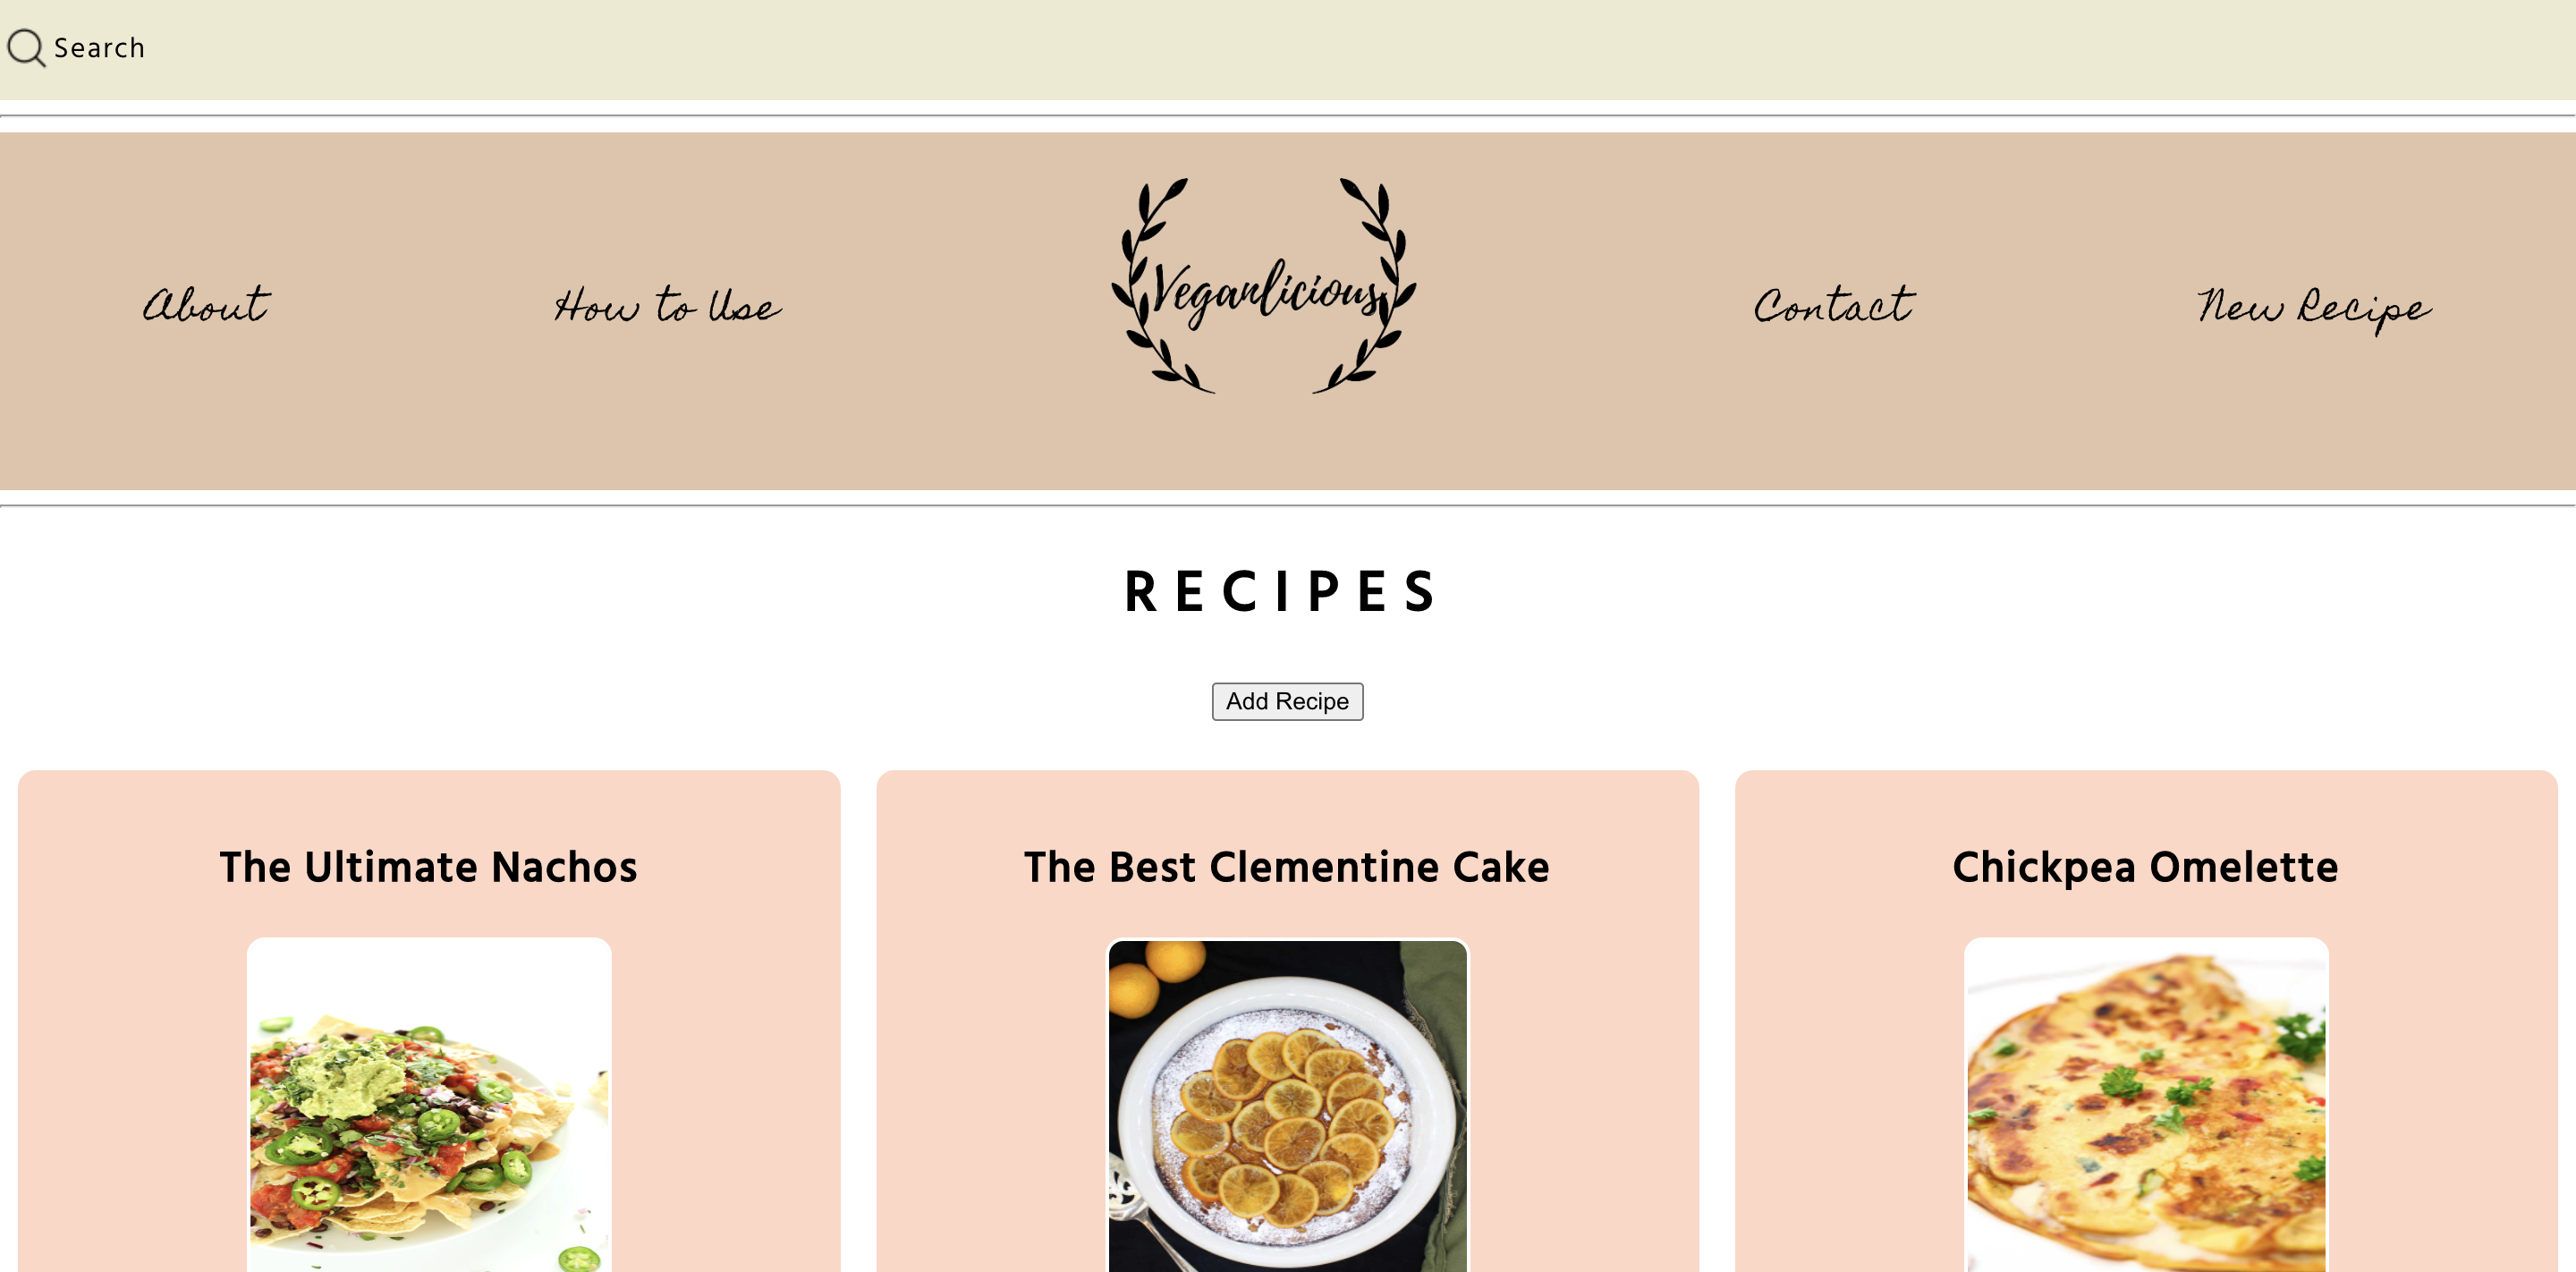 Search
About
How to Use
Veganlicious
Contact
New Recipe
RECIPES
Add Recipe
The Ultimate Nachos
The Best Clementine Cake
Chickpea Omelette